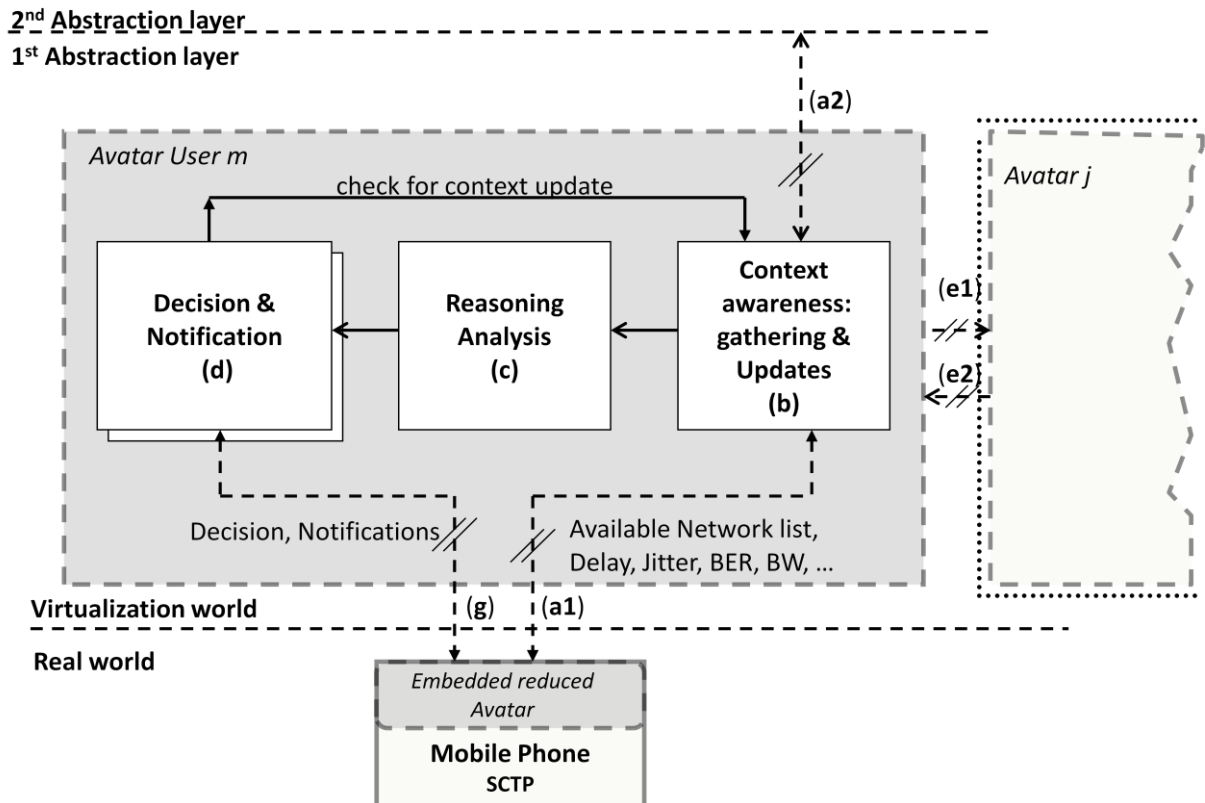 2nd Abstraction layer
1st Abstraction layer
(a2)
Avatar User m
Avatar j
check for context update
Decision &
Notification
(d)
Reasoning
Analysis
(c)
Context
awareness:
gathering &
Updates
(b)
(e1)
(e2)
Decision, Notifications
Available Network list,
Delay, Jitter, BER, BW, ...
Virtualization world
(g)
(a1)
Real world
Embedded reduced
Avatar
Mobile Phone
SCTP